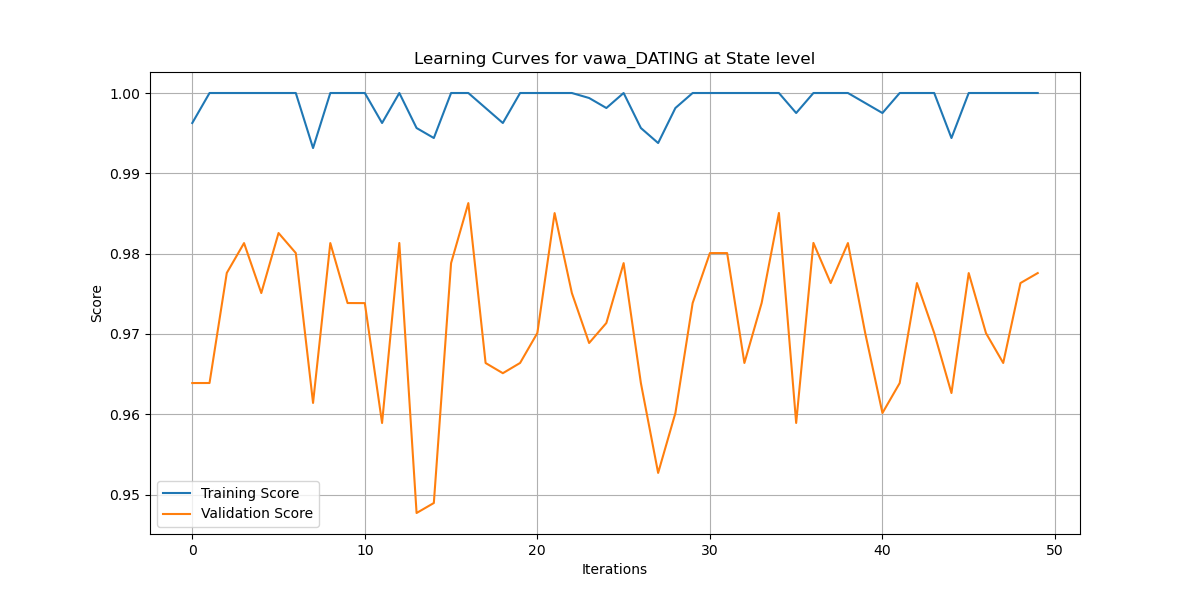 Learning Curves for vawa_DATING at State level
1.00
0.99
0.98
0.97
0.96
0.95
Score
Training Score
Validation Score
0 10 20 30 40 50
Iterations